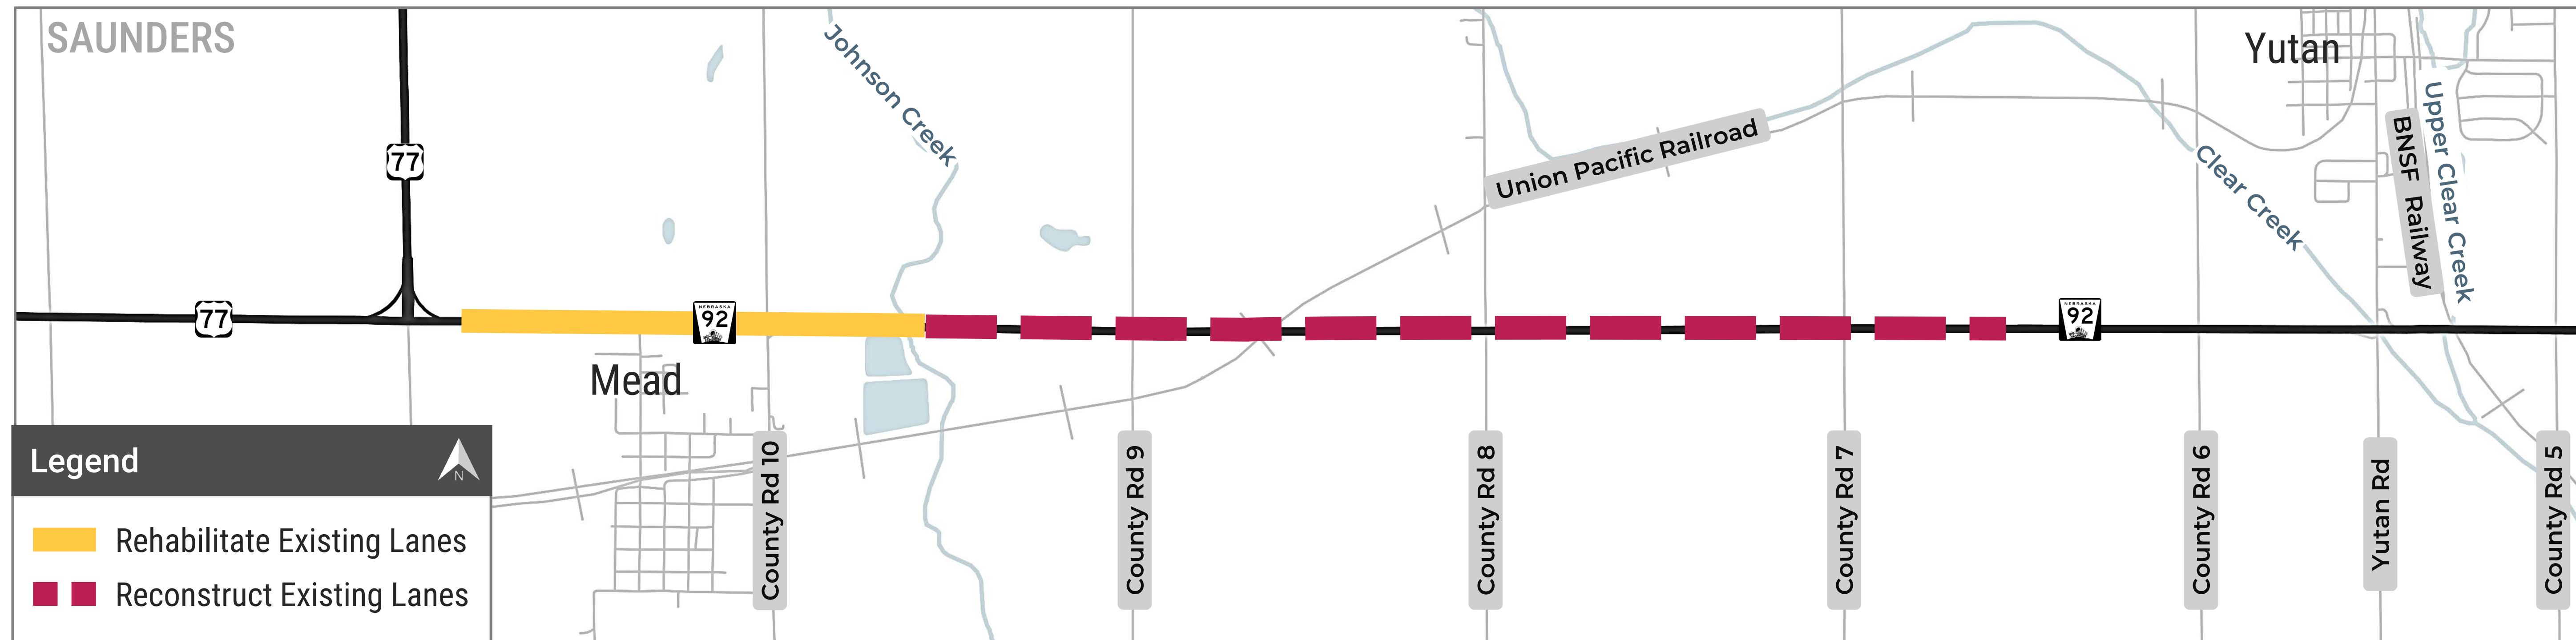 SAUNDERS
Johnson Creek
Yutan
77
Union Pacific Railroad
Clear Creek
BNSF Railway
Upper Clear Creek
77
NEBRASKA
92
NEBRASKA
92
Mead
Legend
N
Rehabilitate Existing Lanes
Reconstruct Existing Lanes
County Rd 10
County Rd 9
County Rd 8
County Rd 7
County Rd 6
Yutan Rd
County Rd 5